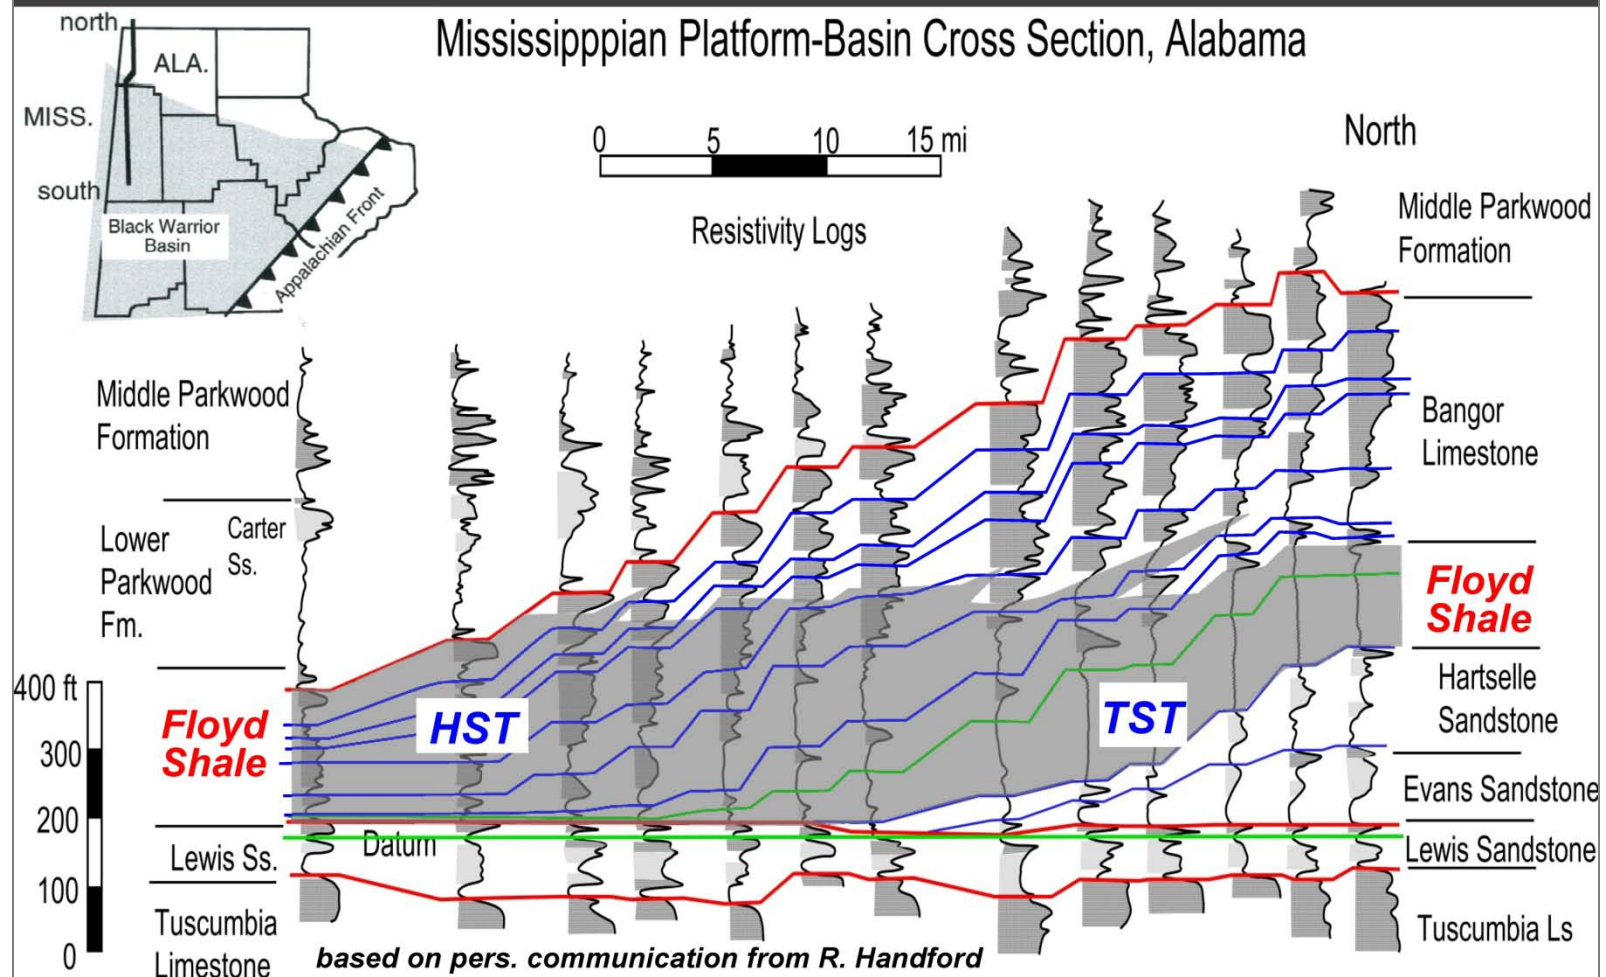 Mississipppian Platform-Basin Cross Section, Alabama
north
ALA.
MISS.
south
Black Warrior
Basin
Appalachian Front
0 5 10 15 mi
North
Resistivity Logs
Middle Parkwood
Formation
Middle Parkwood
Formation
Bangor
Limestone
Carter
Ss.
Lower
Parkwood
Fm.
Floyd
Shale
Hartselle
Sandstone
400 ft
300
200
100
0
Floyd
Shale
HST
TST
Evans Sandstone
Datum
Lewis Ss.
Lewis Sandstone
Tuscumbia
Limestone
Tuscumbia Ls
based on pers. communication from R. Handford